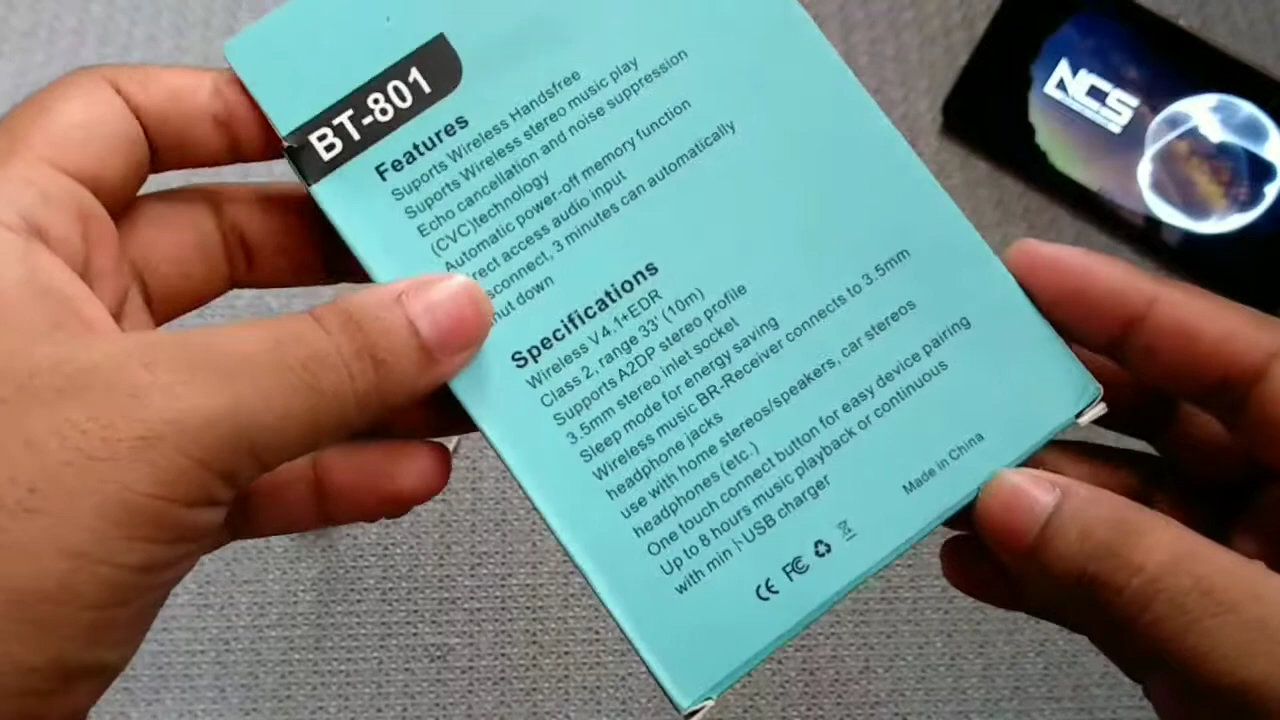 BT-801
Features
Suports Wireless Handsfree
Suports Wireless stereo music play
Echo cancellation and noise suppression
(CVC)technology
Automatic power-off memory function
access audio input
3 minutes can automatically
down
Specifications
Wireless V4.1+EDR
Class 2, range 33' (10m)
Supports A2DP stereo profile
3.5mm stereo inlet socket
Sleep mode for energy saving
Wireless music BR-Receiver connects to 3.5mm
headphone jacks
use with home stereos/speakers, car stereos
headphones (etc.)
One touch connect button for easy device pairing
Up to 8 hours music playback or continuous
with min ト USB charger
Made in China
CE FC
NCS